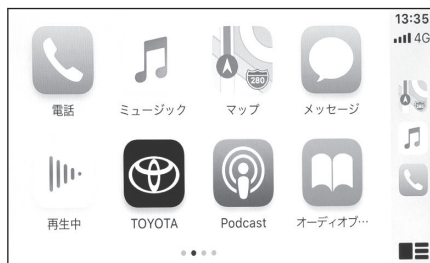 13:35
4G
電話
ミュージック
マップ
メッセージ
280
再生中
TOYOTA
Podcast
オーディオブ…